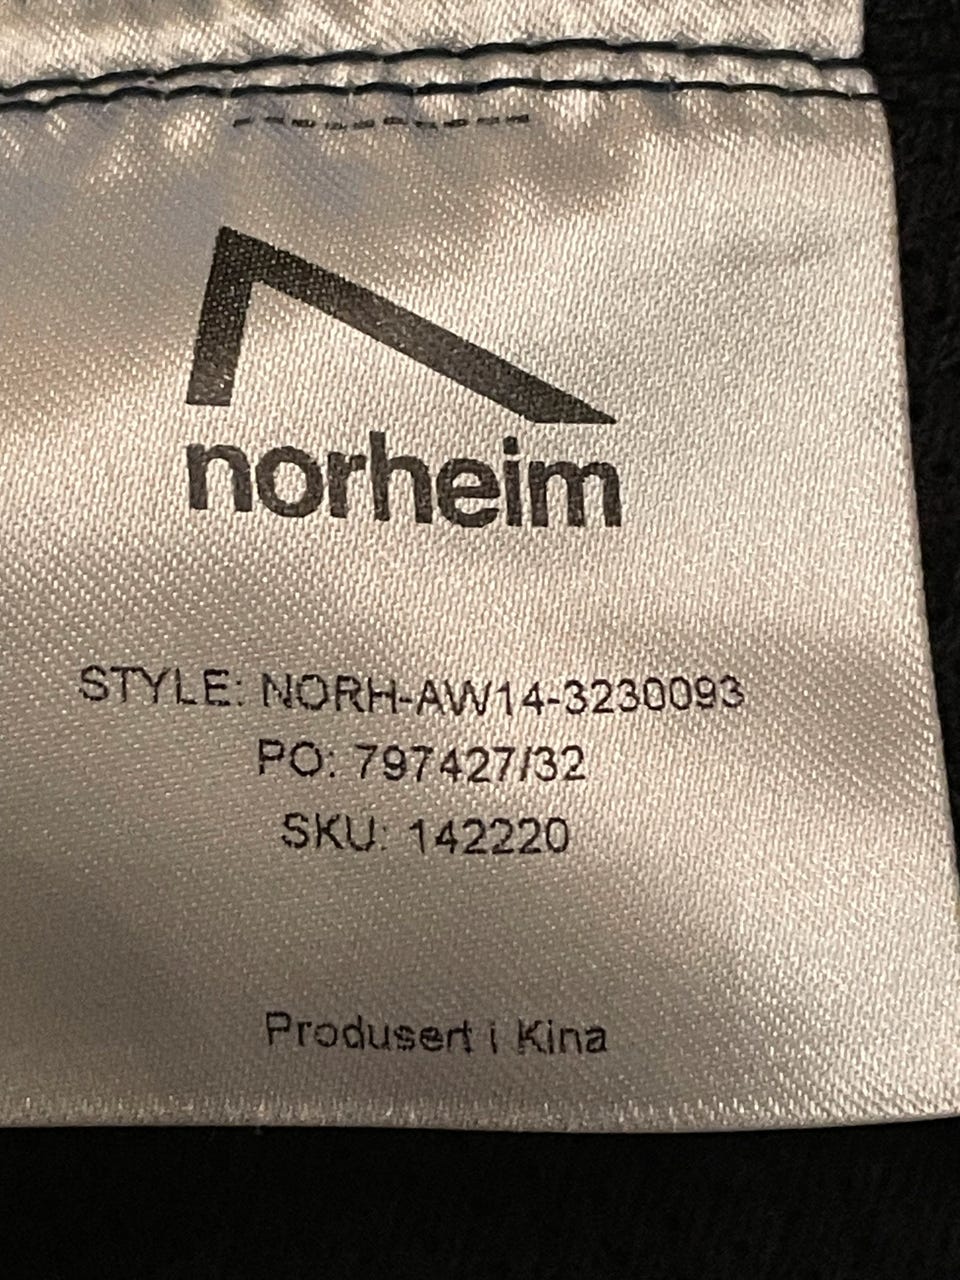 norheim
STYLE: NORH-AW14-3230093
PO: 797427/32
SKU: 142220
Produsert i Kina